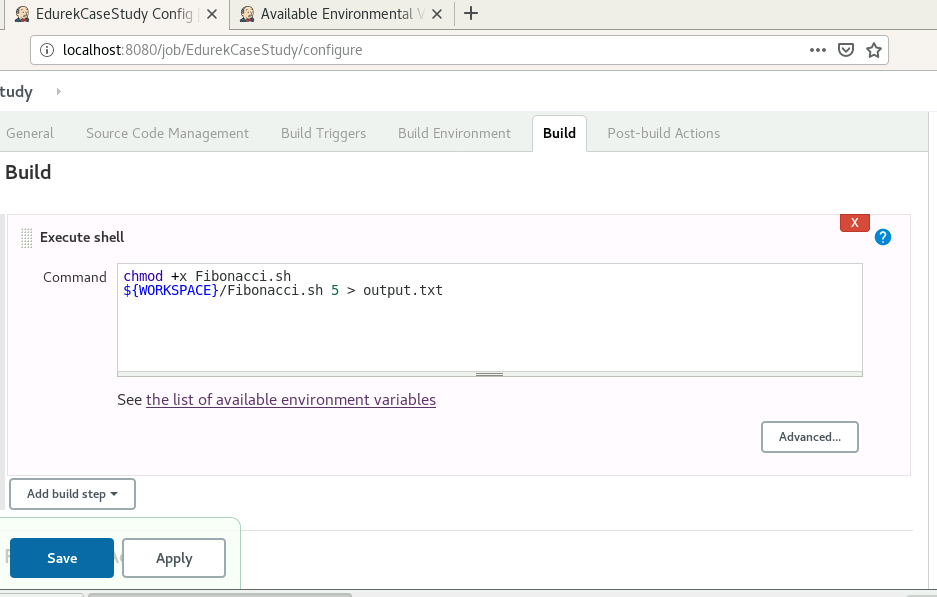 EdurekCaseStudy Config
Available Environmental
localhost:8080/job/EdurekCaseStudy/configure
tudy
General Source Code Management Build Triggers Build Environment Build Post-build Actions
Build
X
Execute shell ?
Command
chmod +x Fibonacci.sh
${WORKSPACE}/Fibonacci.sh 5 > output.txt
See the list of available environment variables
Advanced...
Add build step
Save Apply